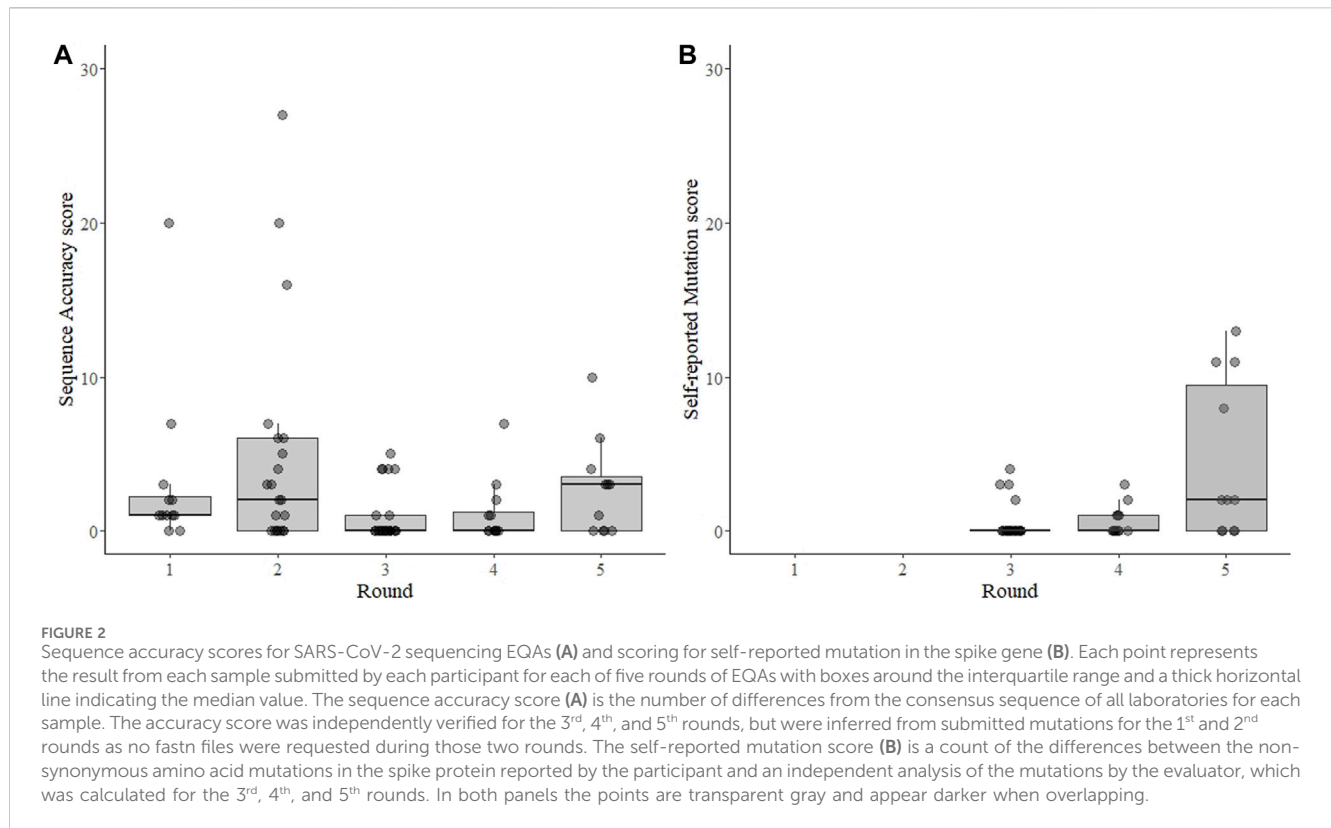 A
30
20
10
0
Sequence Accuracy score
1 2 3 4 5
Round
B
30
20
10
0
Self-reported Mutation score
1 2 3 4 5
Round
FIGURE 2
Sequence accuracy scores for SARS-CoV-2 sequencing EQAs (A) and scoring for self-reported mutation in the spike gene (B). Each point represents
the result from each sample submitted by each participant for each of five rounds of EQAs with boxes around the interquartile range and a thick horizontal
line indicating the median value. The sequence accuracy score (A) is the number of differences from the consensus sequence of all laboratories for each
sample. The accuracy score was independently verified for the 3rd, 4th, and 5th rounds, but were inferred from submitted mutations for the 1st and 2nd
rounds as no fastn files were requested during those two rounds. The self-reported mutation score (B) is a count of the differences between the non-
synonymous amino acid mutations in the spike protein reported by the participant and an independent analysis of the mutations by the evaluator, which
was calculated for the 3rd, 4th, and 5th rounds. In both panels the points are transparent gray and appear darker when overlapping.